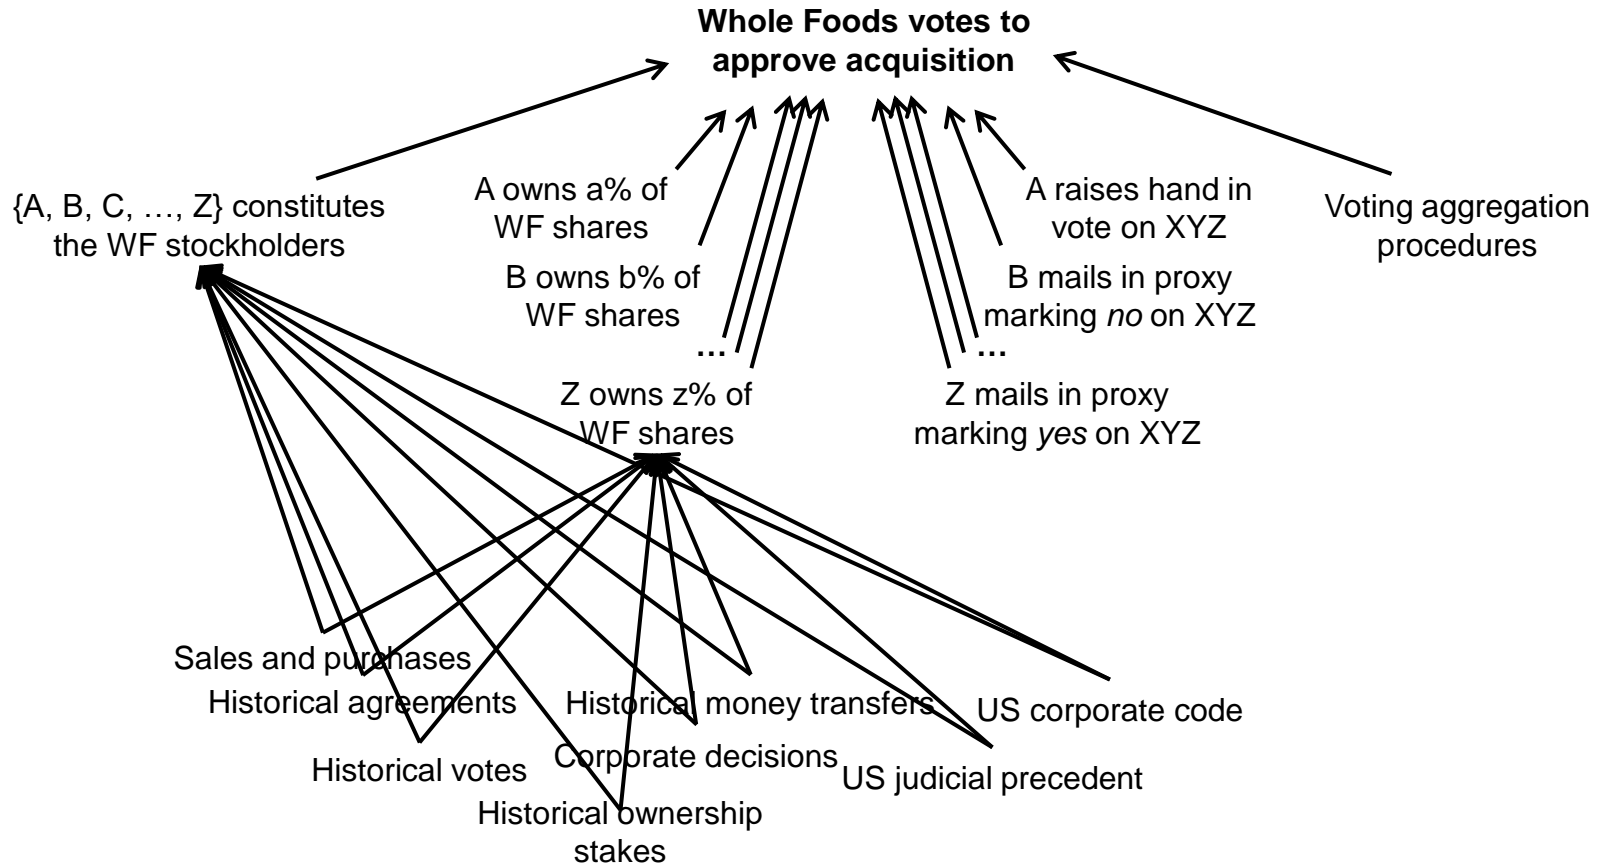 Whole Foods votes to
approve acquisition
{A, B, C, …, Z} constitutes
the WF stockholders
A owns a% of
WF shares
B owns b% of
WF shares
…
Z owns z% of
WF shares
A raises hand in
vote on XYZ
B mails in proxy
marking no on XYZ
…
Z mails in proxy
marking yes on XYZ
Voting aggregation
procedures
Sales and purchases
Historical agreements
Historical votes
Historical ownership
stakes
Historical money transfers
Corporate decisions
US judicial precedent
US corporate code